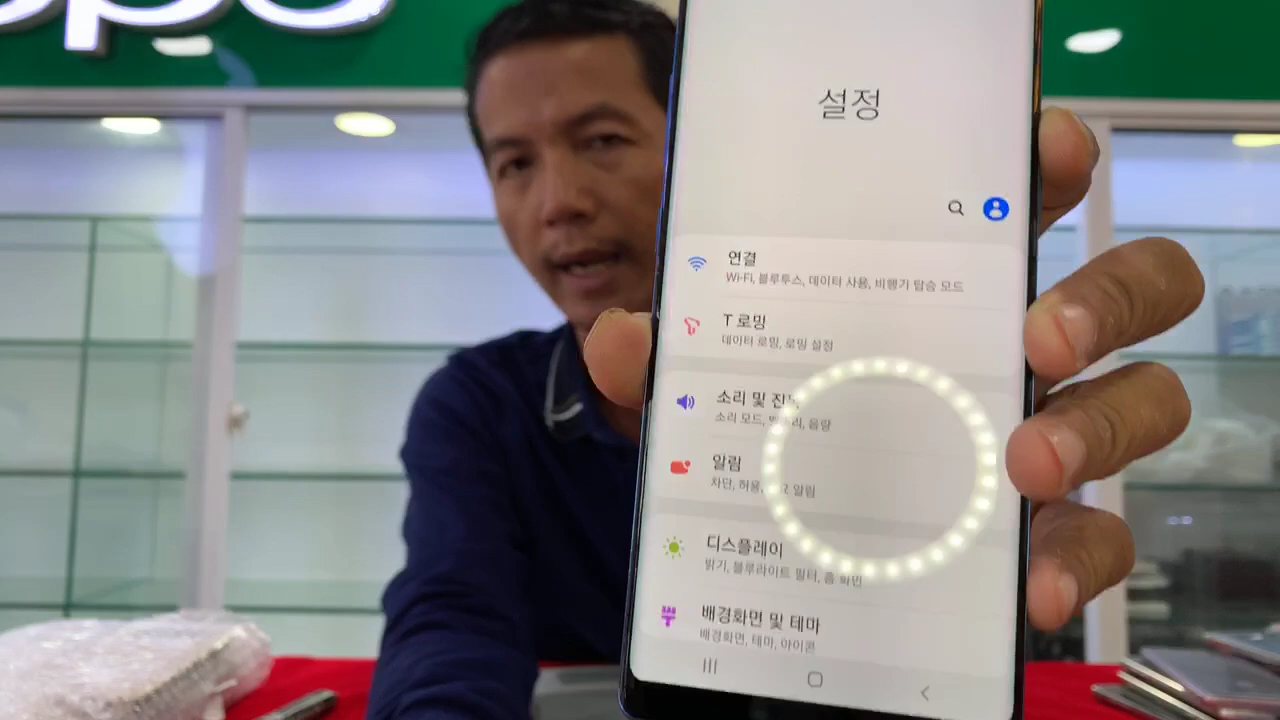 oppo
설정
연결
Wi-Fi, 블루투스, 데이터 사용, 비행기 탑승 모드
T 로밍
데이터 로밍, 로밍 설정
소리 및
소리 모드, 음량
알림
차단, 허용, 알림
디스플레이
밝기, 블루라이트 필터, 홈 화면
배경화면 및 테마
배경화면, 테마, 아이콘